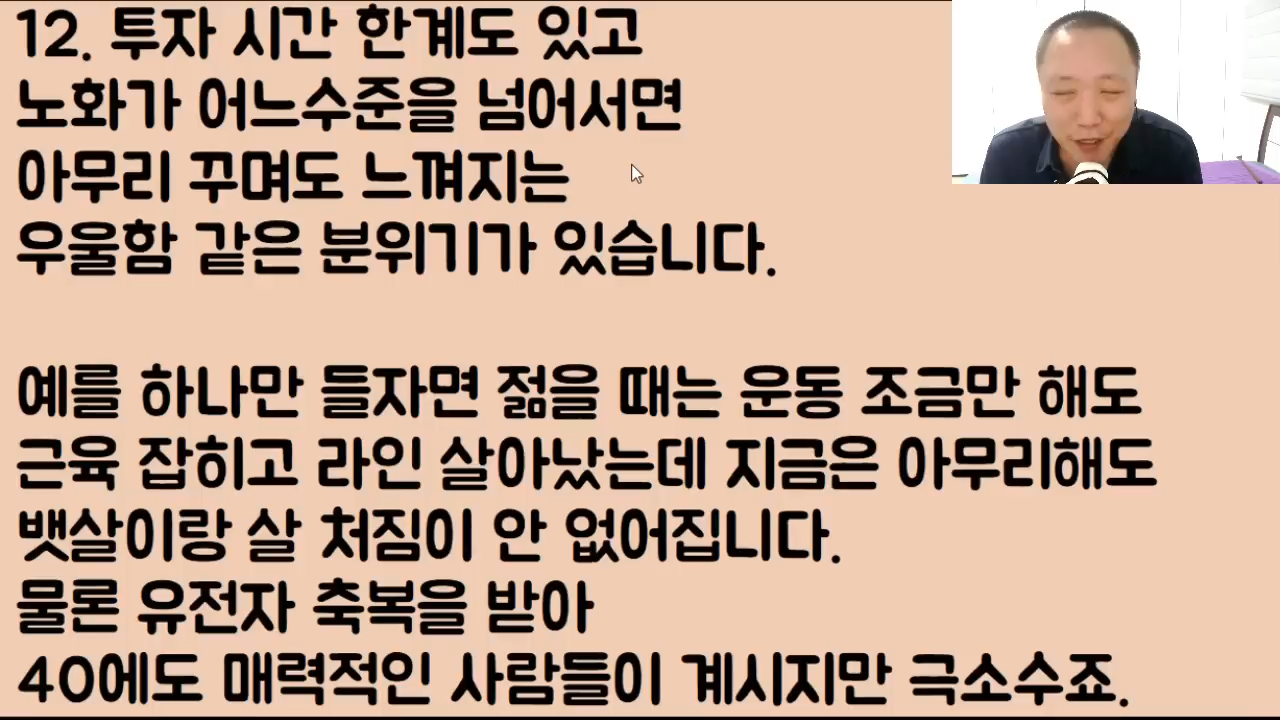 12. 투자 시간 한계도 있고
노화가 어느수준을 넘어서면
아무리 꾸며도 느껴지는
우울함 같은 분위기가 있습니다.
예를 하나만 들자면 젊을 때는 운동 조금만 해도
근육 잡히고 라인 살아났는데 지금은 아무리해도
뱃살이랑 살 처짐이 안 없어집니다.
물론 유전자 축복을 받아
40에도 매력적인 사람들이 계시지만 극소수죠.